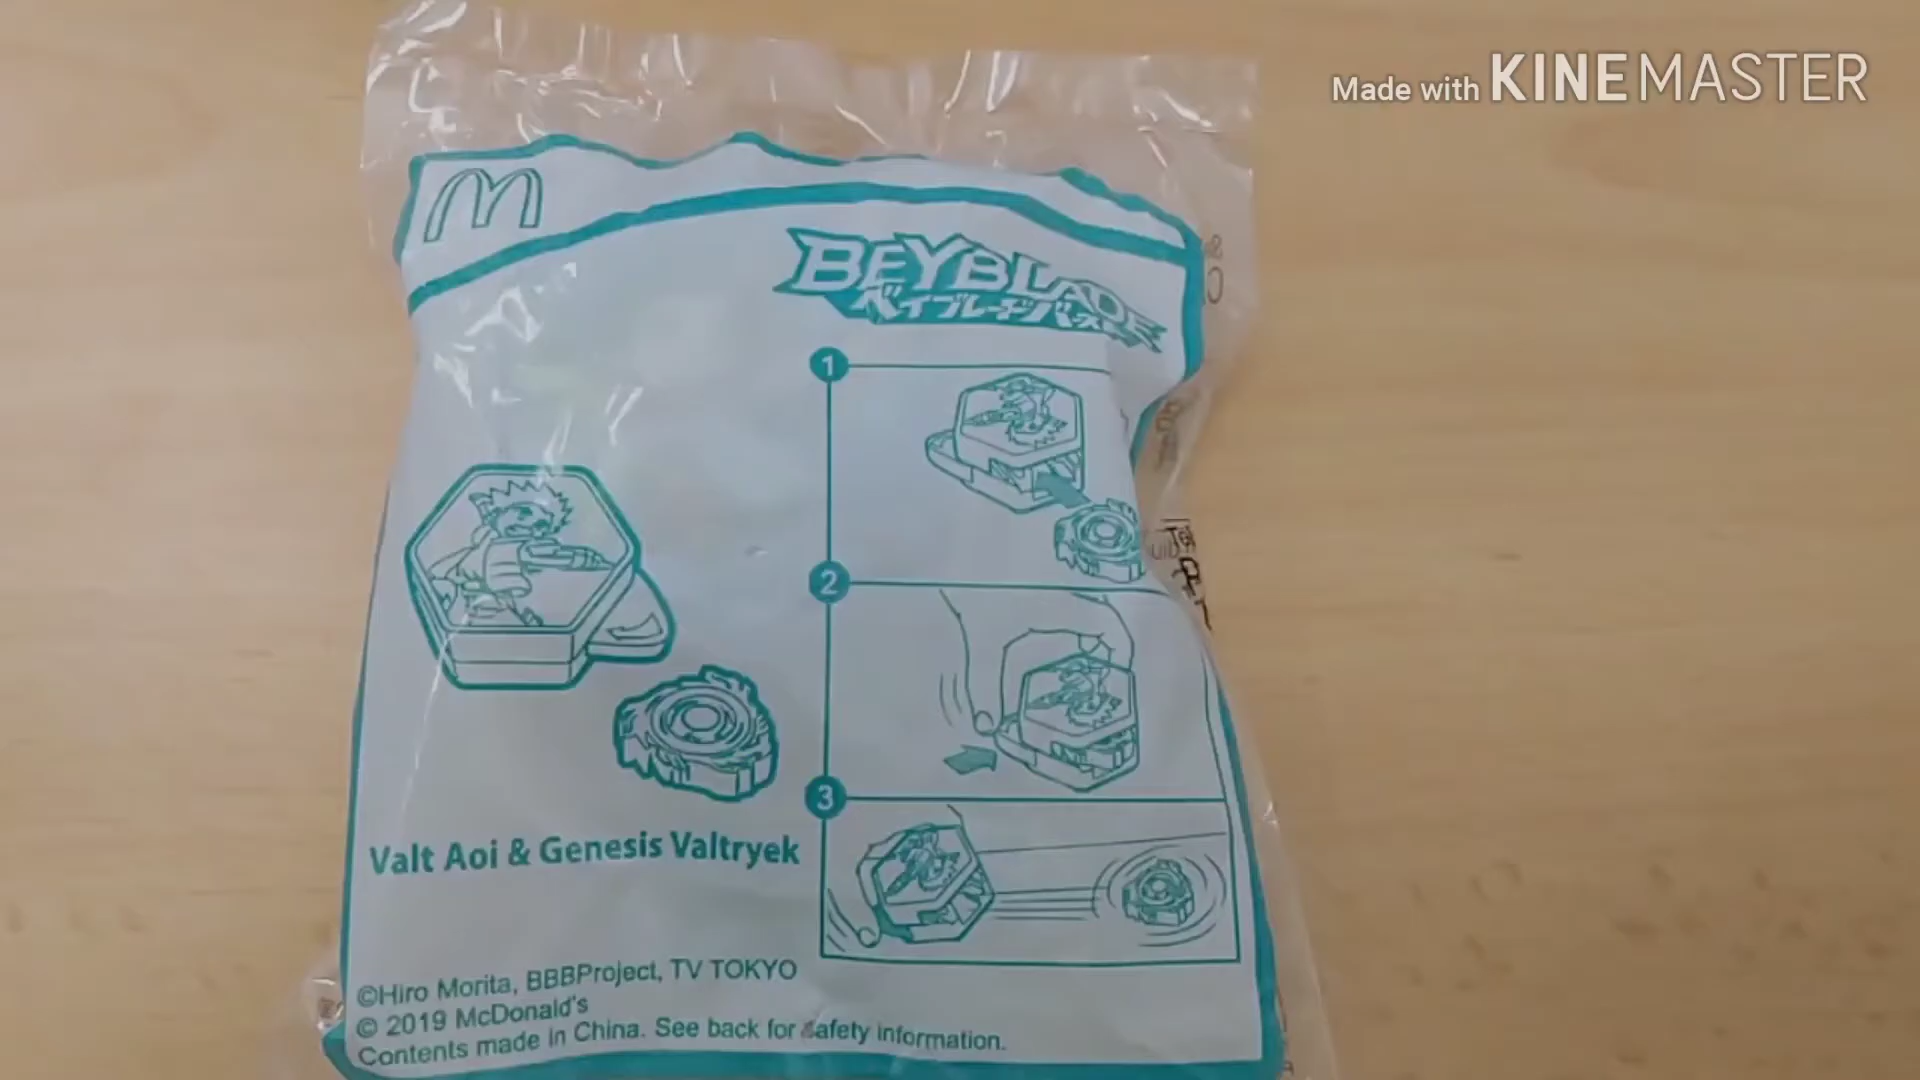 Made with KINEMASTER
BEYBLADE
ベイブレードバースト
1
2
3
Valt Aoi & Genesis Valtryek
©Hiro Morita, BBBProject, TV TOKYO
© 2019 McDonald's
Contents made in China. See back for safety information.